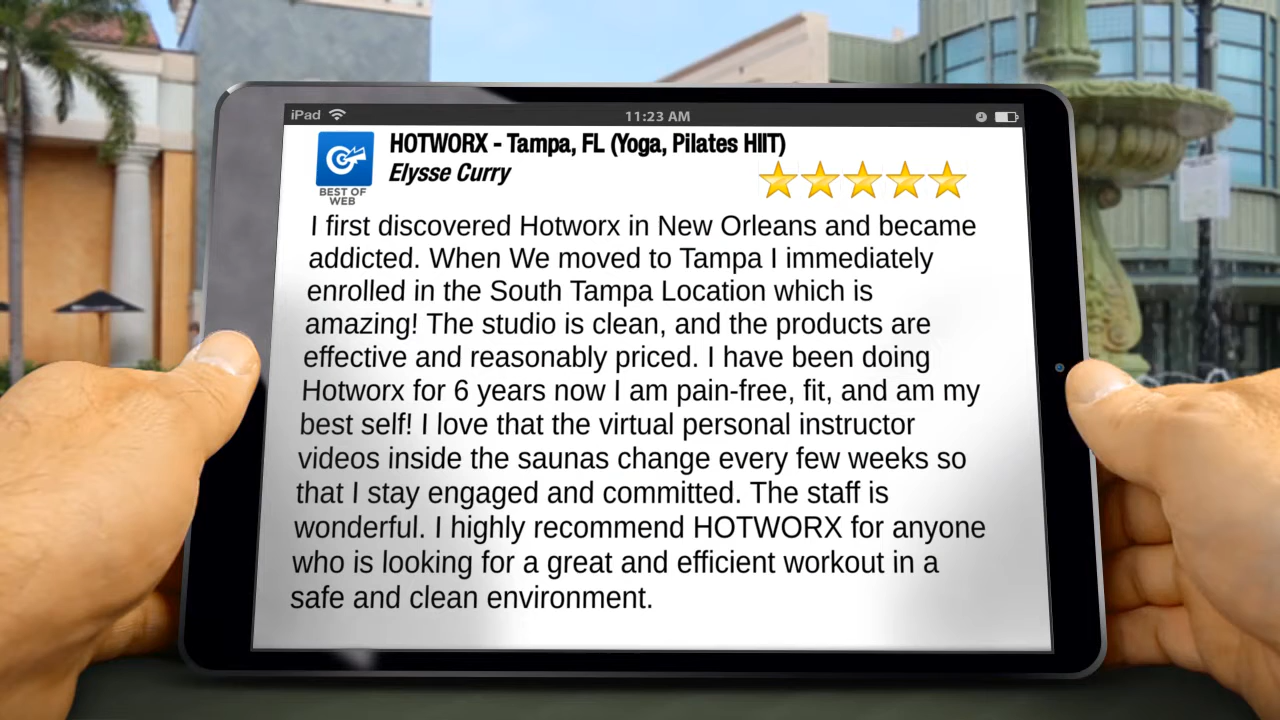 iPad 11:23 AM
HOTWORX - Tampa, FL (Yoga, Pilates HIIT)
Elysse Curry
BEST OF
WEB
I first discovered Hotworx in New Orleans and became
addicted. When We moved to Tampa I immediately
enrolled in the South Tampa Location which is
amazing! The studio is clean, and the products are
effective and reasonably priced. I have been doing
Hotworx for 6 years now I am pain-free, fit, and am my
best self! I love that the virtual personal instructor
videos inside the saunas change every few weeks so
that I stay engaged and committed. The staff is
wonderful. I highly recommend HOTWORX for anyone
who is looking for a great and efficient workout in a
safe and clean environment.